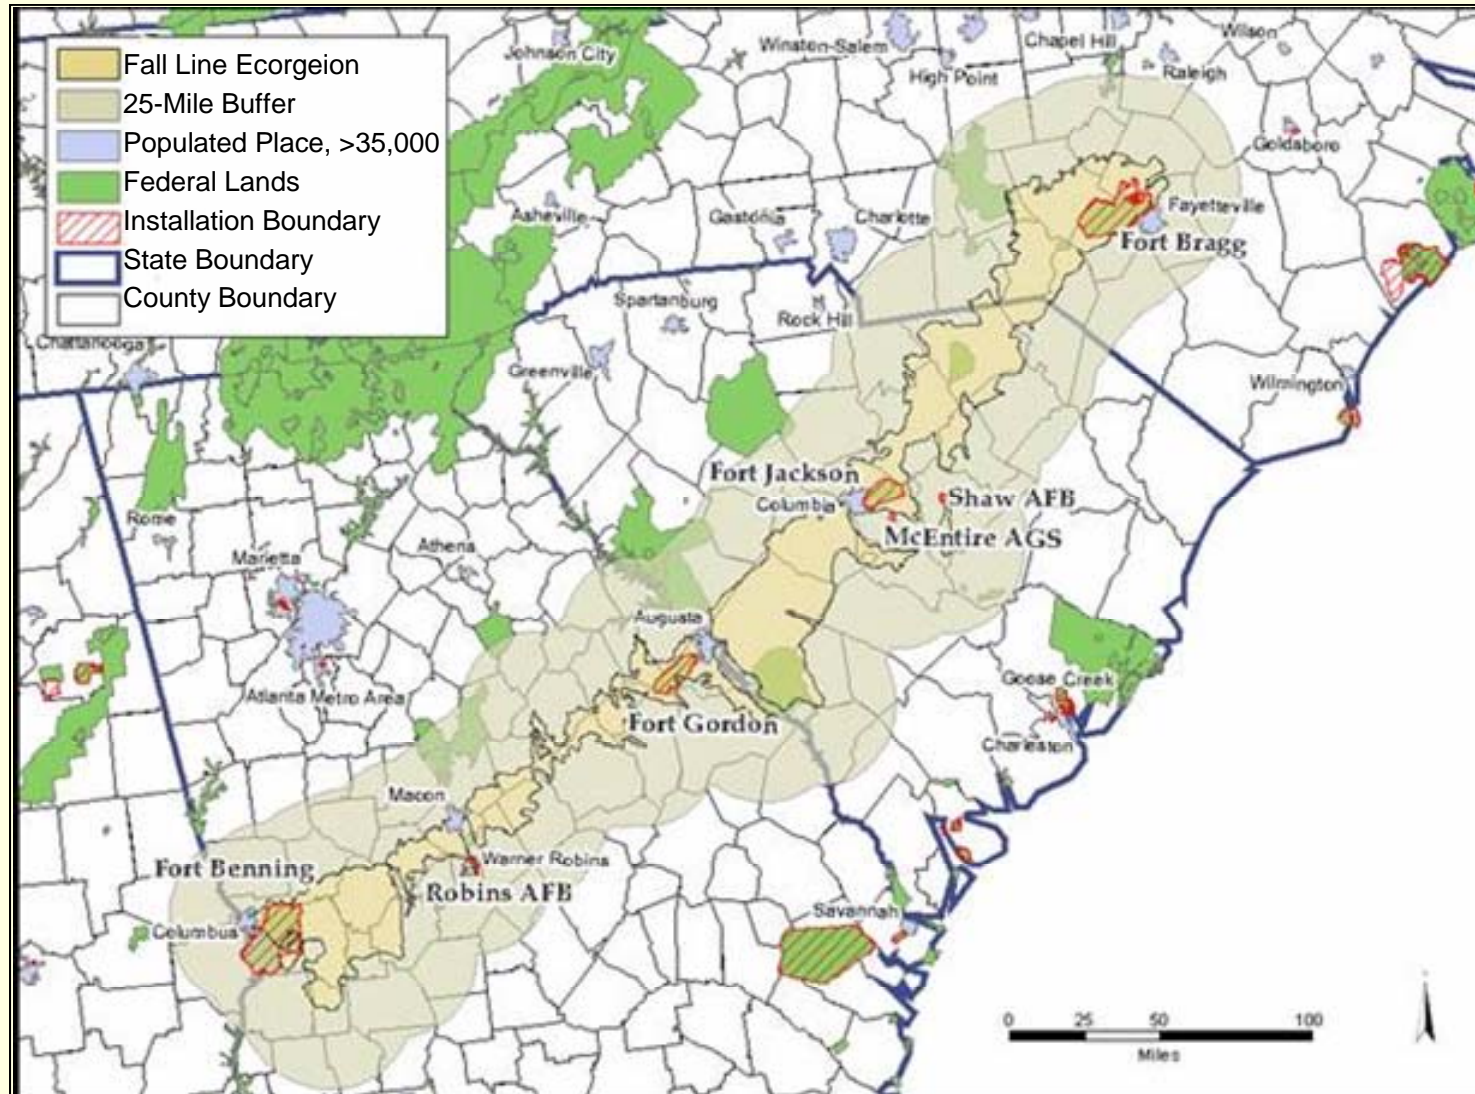 Fall Line Ecorgeion
25-Mile Buffer
Populated Place, >35,000
Federal Lands
Installation Boundary
State Boundary
County Boundary
Johnson City
Winston-Salem
High Point
Chapel Hill
Wilson
Raleigh
Goldsboro
Asheville
Gastonia
Charlotte
Fayetteville
Fort Bragg
Spartanburg
Rock Hill
Chattanooga
Greenville
Wilmington
Fort Jackson
Columbia
Shaw AFB
McEntire AGS
Rome
Marietta
Athena
Augusta
Atlanta Metro Area
Goose Creek
Fort Gordon
Charleston
Macon
Warner Robins
Fort Benning
Robins AFB
Columbus
Savannah
0 25 50 100
Miles